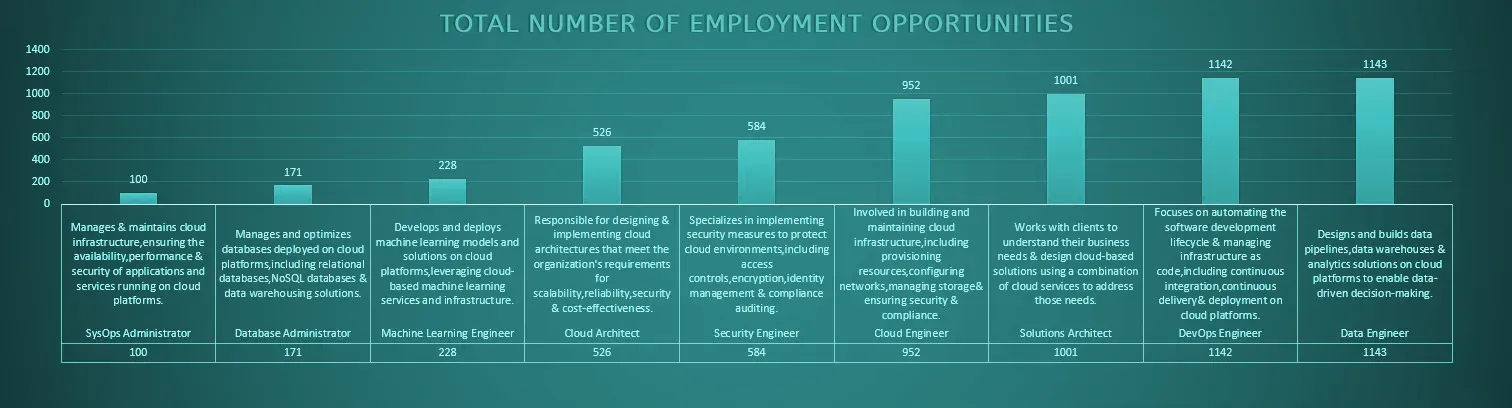 TOTAL NUMBER OF EMPLOYMENT OPPORTUNITIES
1400
1200
1000
800
600
400
200
0
100
171
228
526
584
952
1001
1142
1143
Manages & maintains cloud
infrastructure,ensuring the
availability,performance &
security of applications and
services running on cloud
platforms.
SysOps Administrator
100
Manages and optimizes
databases deployed on cloud
platforms,including relational
databases,NoSQL databases &
data warehousing solutions.
Database Administrator
171
Develops and deploys
machine learning models and
solutions on cloud
platforms,leveraging cloud-
based machine learning
services and infrastructure.
Machine Learning Engineer
228
Responsible for designing &
implementing cloud
architectures that meet the
organization's requirements
for
scalability,reliability,security
& cost-effectiveness.
Cloud Architect
526
Specializes in implementing
security measures to protect
cloud environments,including
access
controls,encryption,identity
management & compliance
auditing.
Security Engineer
584
Involved in building and
maintaining cloud
infrastructure,including
provisioning
resources,configuring
networks,managing storage&
ensuring security &
compliance.
Cloud Engineer
952
Works with clients to
understand their business
needs & design cloud-based
solutions using a combination
of cloud services to address
those needs.
Solutions Architect
1001
Focuses on automating the
software development
lifecycle & managing
infrastructure as
code,including continuous
integration,continuous
delivery& deployment on
cloud platforms.
DevOps Engineer
1142
Designs and builds data
pipelines,data warehouses &
analytics solutions on cloud
platforms to enable data-
driven decision-making.
Data Engineer
1143